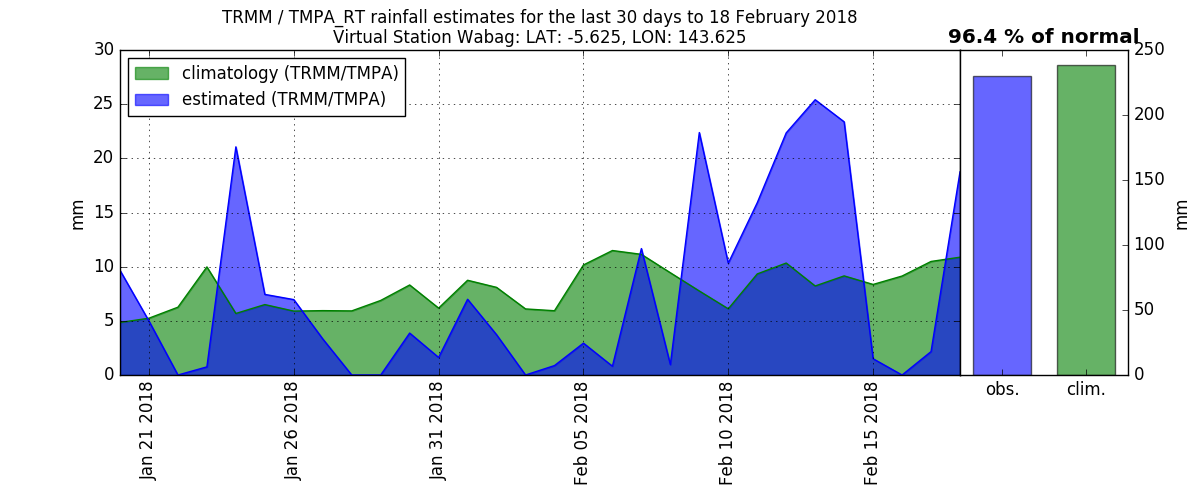 TRMM / TMPA_RT rainfall estimates for the last 30 days to 18 February 2018
Virtual Station Wabag: LAT: -5.625, LON: 143.625
96.4 % of normal
climatology (TRMM/TMPA)
estimated (TRMM/TMPA)
30
25
20
15
10
5
0
mm
Jan 21 2018
Jan 26 2018
Jan 31 2018
Feb 05 2018
Feb 10 2018
Feb 15 2018
obs.
clim.
250
200
150
100
50
0
mm